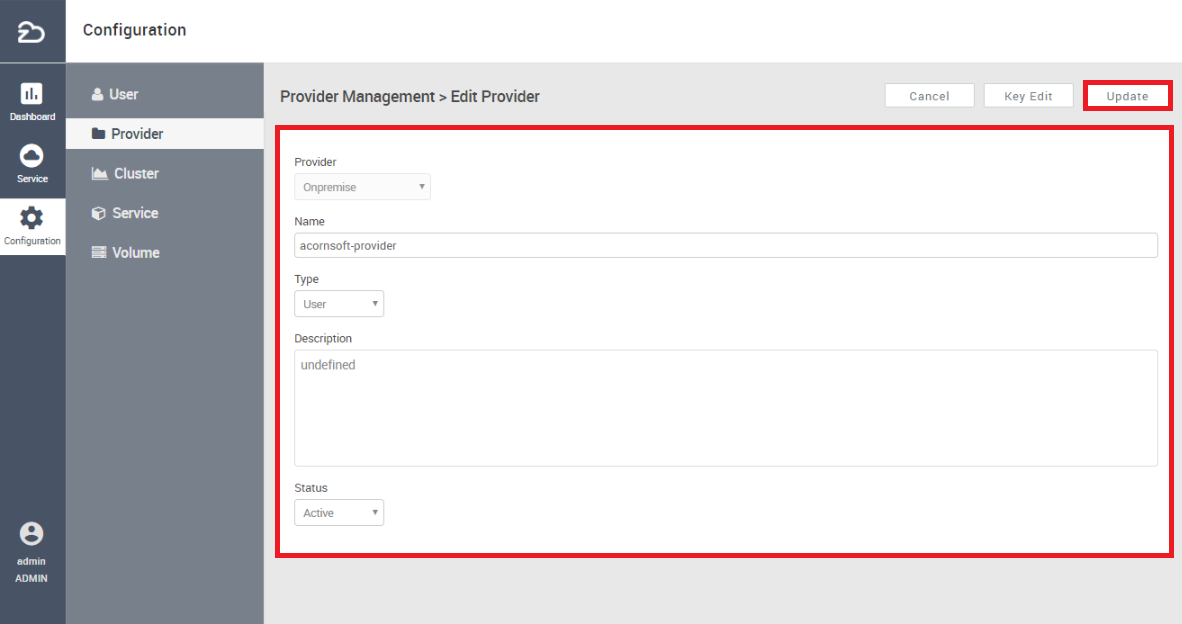 Configuration
Dashboard
Service
Configuration
admin
ADMIN
User
Provider
Cluster
Service
Volume
Provider Management > Edit Provider
Cancel
Key Edit
Update
Provider
Onpremise
Name
acornsoft-provider
Type
User
Description
undefined
Status
Active